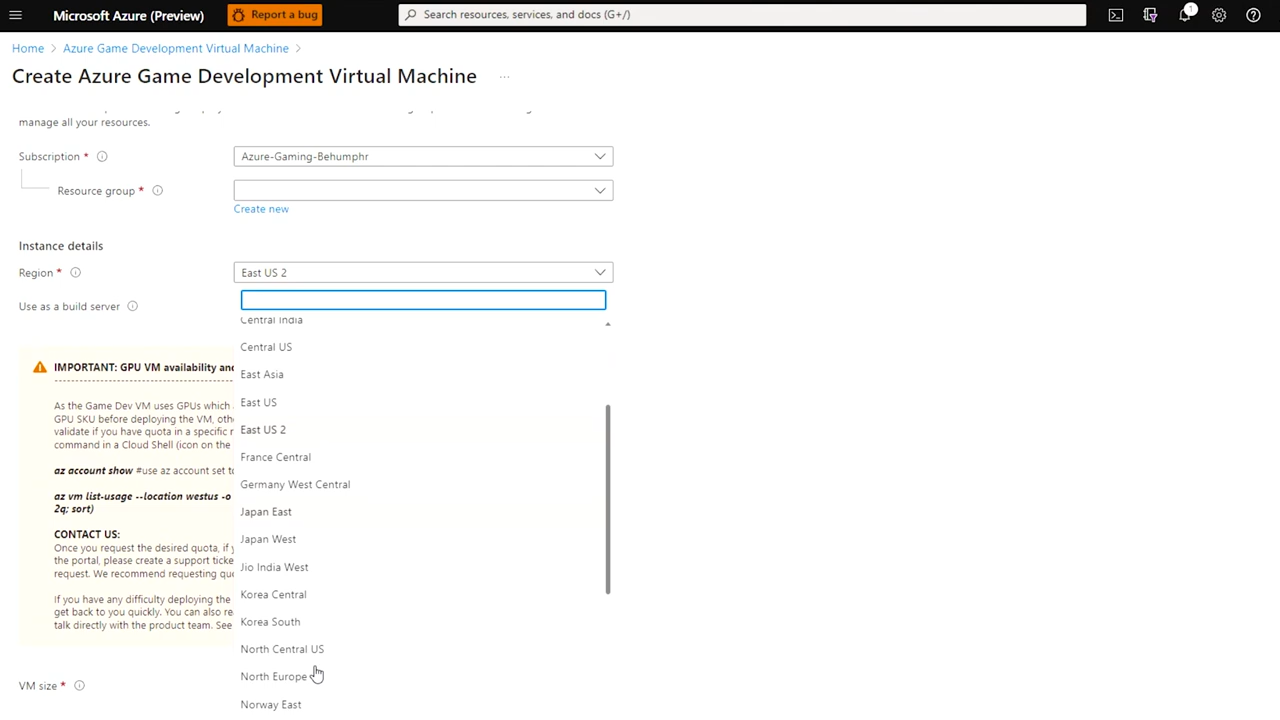 Microsoft Azure (Preview)
Report a bug
Search resources, services, and docs (G+/)
1
Home
Azure Game Development Virtual Machine
Create Azure Game Development Virtual Machine
...
manage all your resources.
Subscription *
Azure-Gaming-Behumphr
Resource group *
Create new
Instance details
Region *
East US 2
Use as a build server
Central India
Central US
IMPORTANT: GPU VM availability and
East Asia
As the Game Dev VM uses GPUs which
East US
GPU SKU before deploying the VM, oth
validate if you have quota in a specific
East US 2
command in a Cloud Shell (icon on the
France Central
az account show #use az account set to
Germany West Central
az vm list-usage --location westus -o
2q; sort)
Japan East
CONTACT US:
Japan West
Once you request the desired quota, if
the portal, please create a support ticke
Jio India West
request. We recommend requesting
Korea Central
If you have any difficulty deploying the
get back to you quickly. You can also
Korea South
talk directly with the product team. See
North Central US
North Europe
VM size *
Norway East